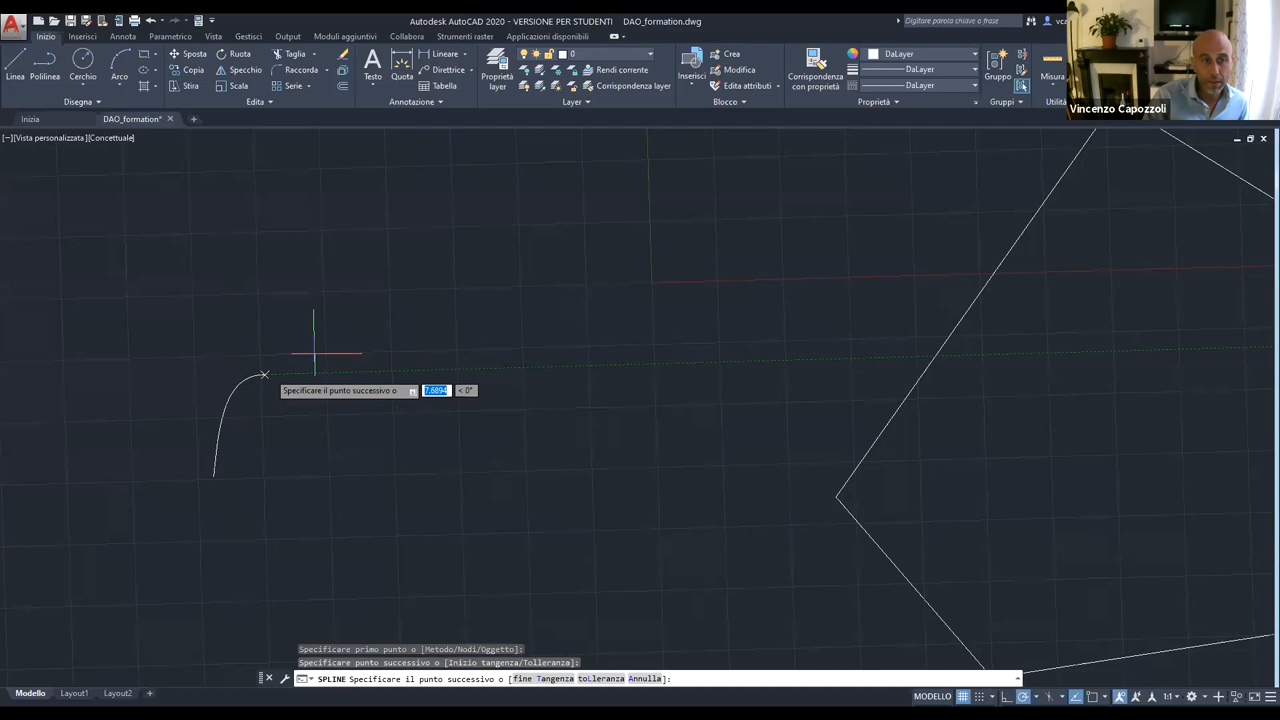 Autodesk AutoCAD 2020 - VERSIONE PER STUDENTI DAO_formation.dwg
Digitare parola chiave o frase
Inizio Inserisci Annota Parametrico Vista Gestisci Output Moduli aggiuntivi Collabora Strumenti raster Applicazioni disponibili
Linea Polilinea Cerchio Arco
Sposta Ruota Taglia
Copia Specchio Raccorda
Stira Scala Serie
Testo Quota
Lineare
Direttrice
Tabella
Proprietà layer
0
Rendi corrente
Corrispondenza layer
Inserisci
Crea
Modifica
Edita attributi
Corrispondenza con proprietà
DaLayer
DaLayer
DaLayer
Gruppo
Misura
Disegna Edita Annotazione Layer Blocco Proprietà Gruppi Utilit
Vincenzo Capozzoli
Inizia DAO_formation*
[−][Vista personalizzata][Concettuale]
Specificare il punto successivo o 7.6894 < 0°
Specificare primo punto o [Metodo/Nodi/Oggetto]:
Specificare punto successivo o [Inizio tangenza/Tolleranza]:
SPLINE Specificare il punto successivo o [fine Tangenza toLleranza Annulla]:
Modello Layout1 Layout2
MODELLO 1:1